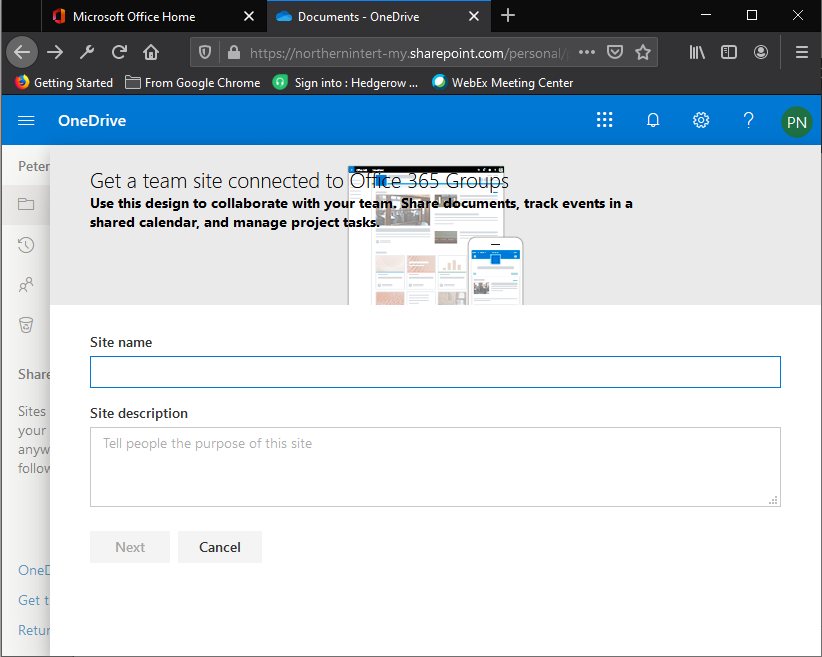 Microsoft Office Home
Documents - OneDrive
https://northernintert-my.sharepoint.com/personal/
Getting Started
From Google Chrome
Sign into : Hedgerow ...
WebEx Meeting Center
OneDrive
?
PN
Peter
Get a team site connected to Office 365 Groups
Use this design to collaborate with your team. Share documents, track events in a
shared calendar, and manage project tasks.
Site name
Site description
Tell people the purpose of this site
Next
Cancel
Share
Sites
your
anyw
follow
OneD
Get t
Retur